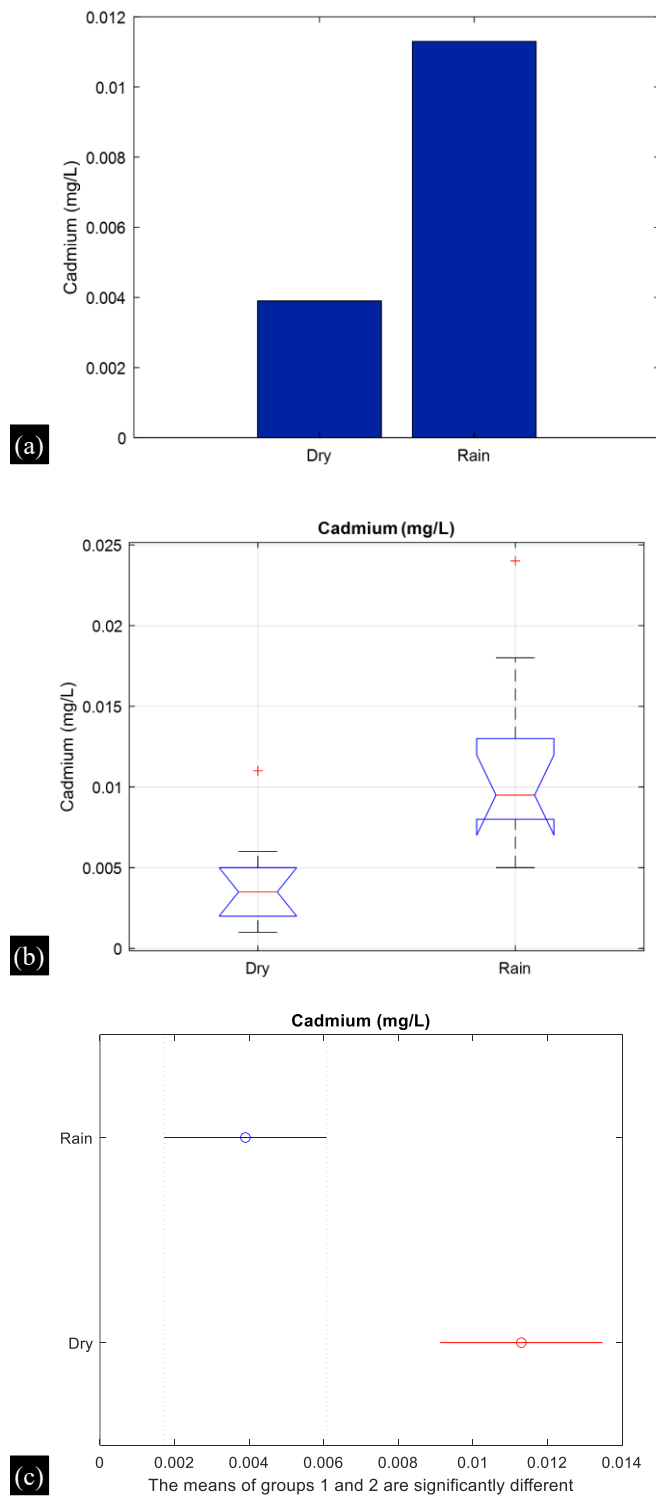 0.012
0.01
0.008
0.006
0.004
0.002
0
Cadmium (mg/L)
Dry Rain
(a)
Cadmium (mg/L)
0.025
0.02
0.015
0.01
0.005
0
Cadmium (mg/L)
Dry Rain
(b)
Cadmium (mg/L)
Rain
Dry
0 0.002 0.004 0.006 0.008 0.01 0.012 0.014
The means of groups 1 and 2 are significantly different
(c)